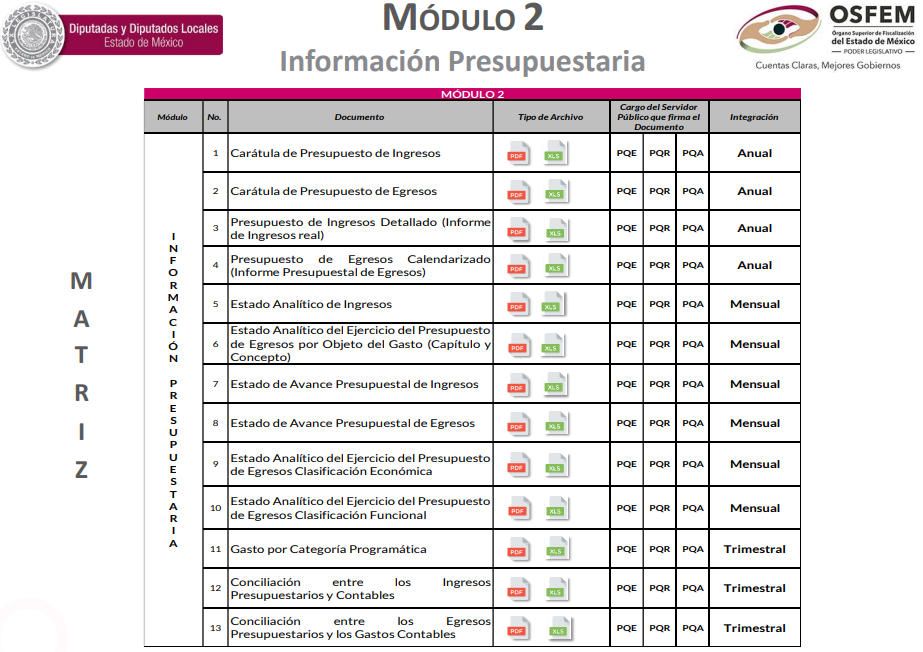 Diputadas y Diputados Locales
Estado de México
MÓDULO 2
Información Presupuestaria
OSFEM
Órgano Superior de Fiscalización
del Estado de México
PODER LEGISLATIVO
Cuentas Claras, Mejores Gobiernos
MATRIZ
MÓDULO 2
Módulo No. Documento Tipo de Archivo Cargo del Servidor
Público que firma el
Documento Integración
INFORMACIÓN PRESUPUESTARIA
1 Carátula de Presupuesto de Ingresos PDF XLS PQE PQR PQA Anual
2 Carátula de Presupuesto de Egresos PDF XLS PQE PQR PQA Anual
3 Presupuesto de Ingresos Detallado (Informe
de Ingresos real) PDF XLS PQE PQR PQA Anual
4 Presupuesto de Egresos Calendarizado
(Informe Presupuestal de Egresos) PDF XLS PQE PQR PQA Anual
5 Estado Analítico de Ingresos PDF XLS PQE PQR PQA Mensual
6 Estado Analítico del Ejercicio del Presupuesto
de Egresos por Objeto del Gasto (Capítulo y
Concepto) PDF XLS PQE PQR PQA Mensual
7 Estado de Avance Presupuestal de Ingresos PDF XLS PQE PQR PQA Mensual
8 Estado de Avance Presupuestal de Egresos PDF XLS PQE PQR PQA Mensual
9 Estado Analítico del Ejercicio del Presupuesto
de Egresos Clasificación Económica PDF XLS PQE PQR PQA Mensual
10 Estado Analítico del Ejercicio del Presupuesto
de Egresos Clasificación Funcional PDF XLS PQE PQR PQA Mensual
11 Gasto por Categoría Programática PDF XLS PQE PQR PQA Trimestral
12 Conciliación entre los Ingresos
Presupuestarios y Contables PDF XLS PQE PQR PQA Trimestral
13 Conciliación entre los Egresos
Presupuestarios y los Gastos Contables PDF XLS PQE PQR PQA Trimestral